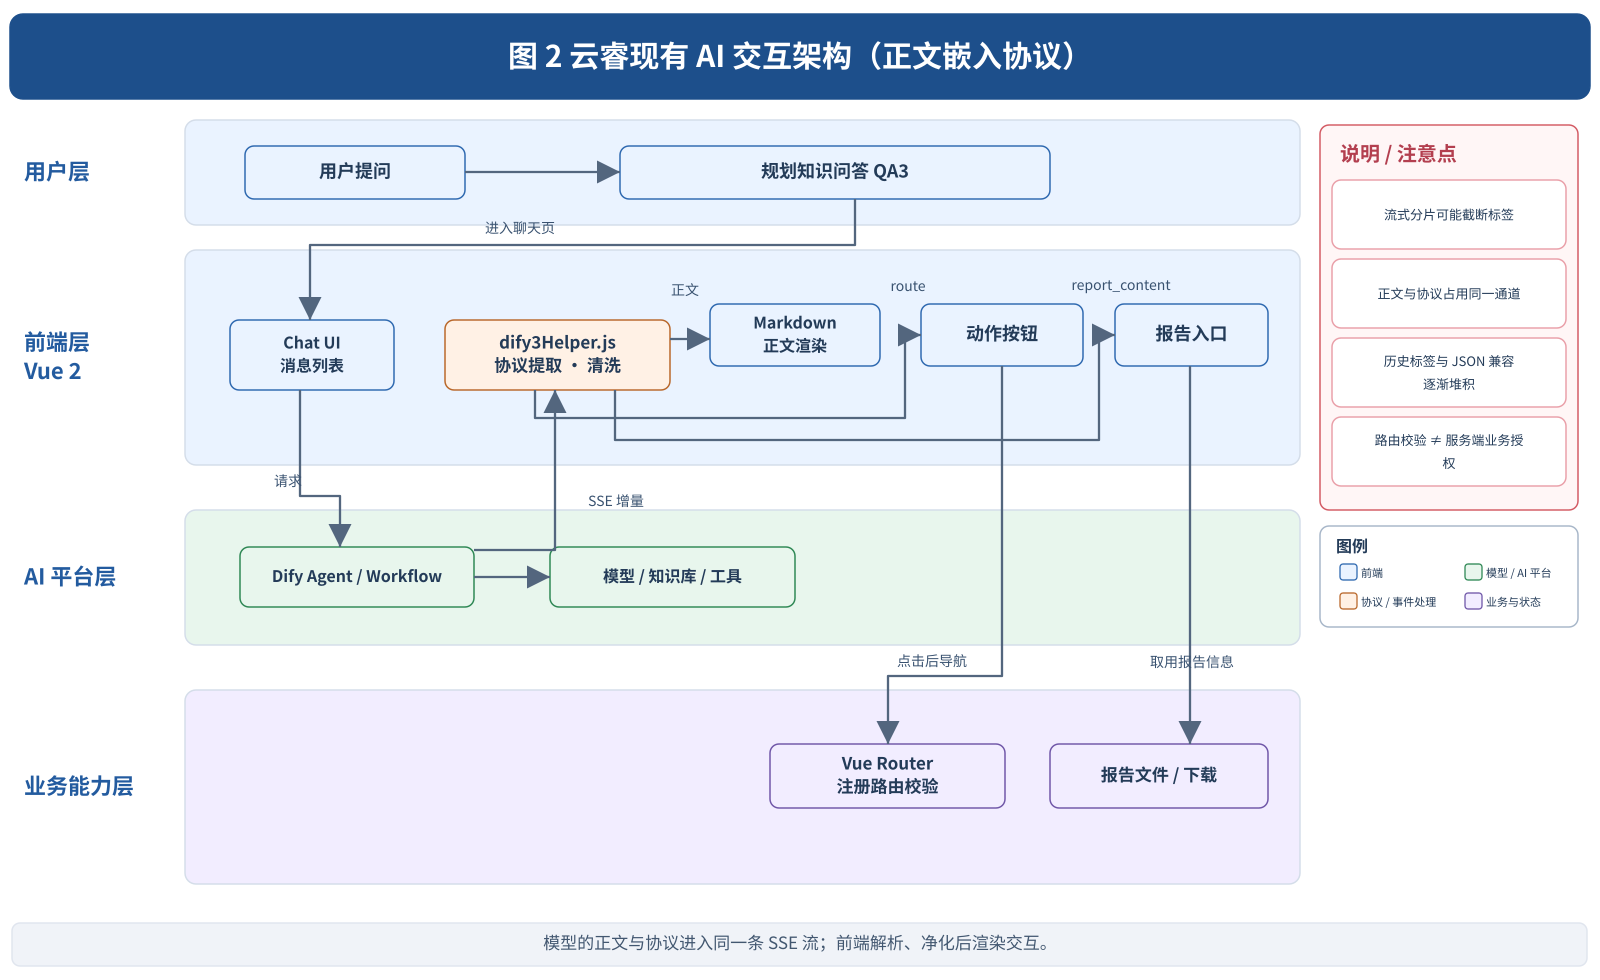 图 2 云睿现有 AI 交互架构（正文嵌入协议）
用户层
用户提问
规划知识问答 QA3
进入聊天页
前端层
Vue 2
Chat UI
消息列表
dify3Helper.js
协议提取 · 清洗
正文
Markdown
正文渲染
route
动作按钮
report_content
报告入口
请求
SSE 增量
AI 平台层
Dify Agent / Workflow
模型 / 知识库 / 工具
点击后导航
取用报告信息
业务能力层
Vue Router
注册路由校验
报告文件 / 下载
说明 / 注意点
流式分片可能截断标签
正文与协议占用同一通道
历史标签与 JSON 兼容
逐渐堆积
路由校验 ≠ 服务端业务授
权
图例
前端
模型 / AI 平台
协议 / 事件处理
业务与状态
模型的正文与协议进入同一条 SSE 流；前端解析、净化后渲染交互。